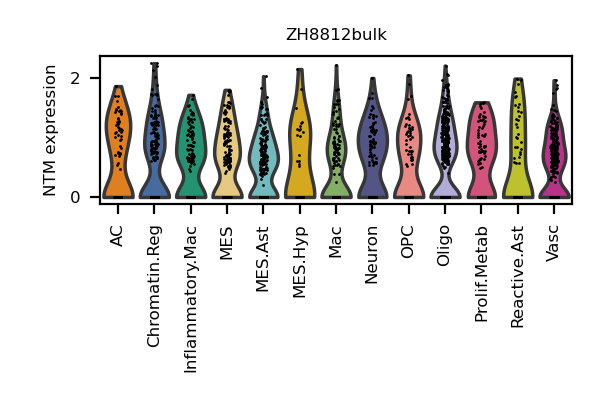 ZH8812bulk
NTM expression
2
0
AC
Chromatin.Reg
Inflammatory.Mac
MES
MES.Ast
MES.Hyp
Mac
Neuron
OPC
Oligo
Prolif.Metab
Reactive.Ast
Vasc